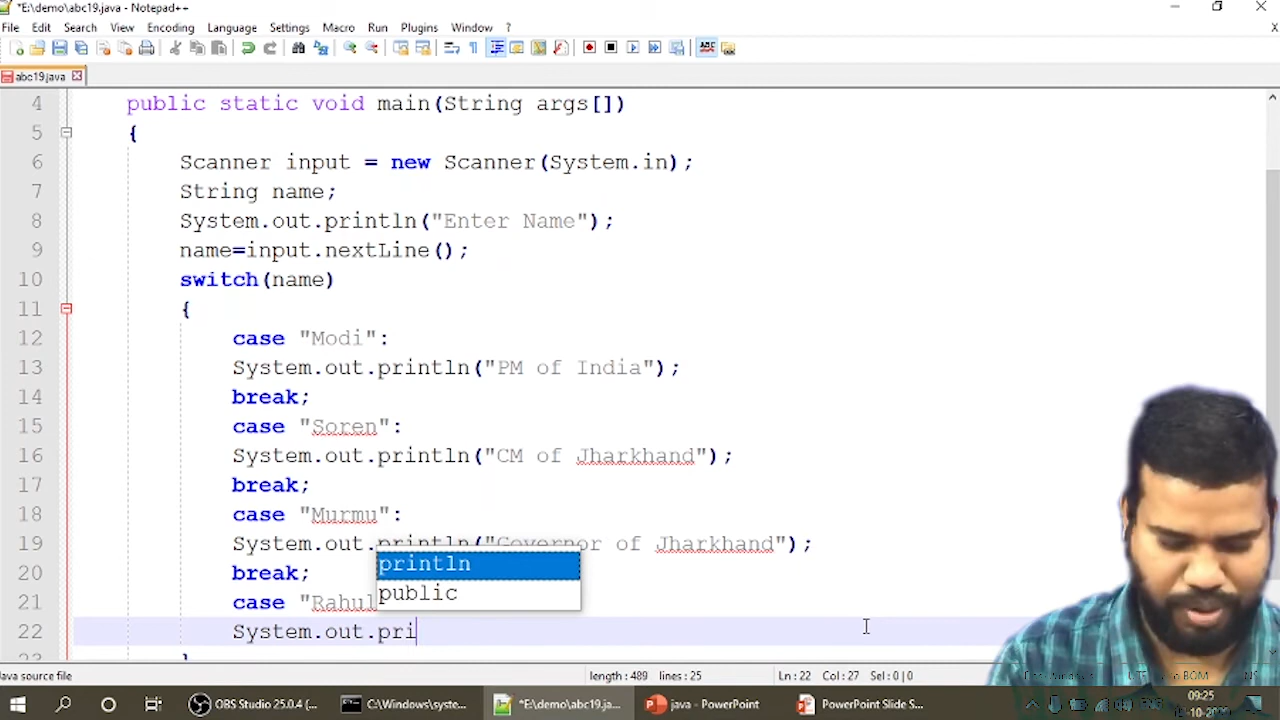 *E:\demo\abc19.java - Notepad++
File Edit Search View Encoding Language Settings Macro Run Plugins Window ?
abc19.java
4 public static void main(String args[])
5 {
6 Scanner input = new Scanner(System.in);
7 String name;
8 System.out.println("Enter Name");
9 name=input.nextLine();
10 switch(name)
11 {
12 case "Modi":
13 System.out.println("PM of India");
14 break;
15 case "Soren":
16 System.out.println("CM of Jharkhand");
17 break;
18 case "Murmu":
19 System.out.println("Governor of Jharkhand");
20 break;
21 case "Rahul
22 System.out.pri
23 }
println
public
Java source file length : 489 lines : 25 Ln : 22 Col : 27 Sel : 0 | 0
OBS Studio 25.0.4 (... C:\Windows\syste... *E:\demo\abc19.ja... java - PowerPoint PowerPoint Slide S... 09:25